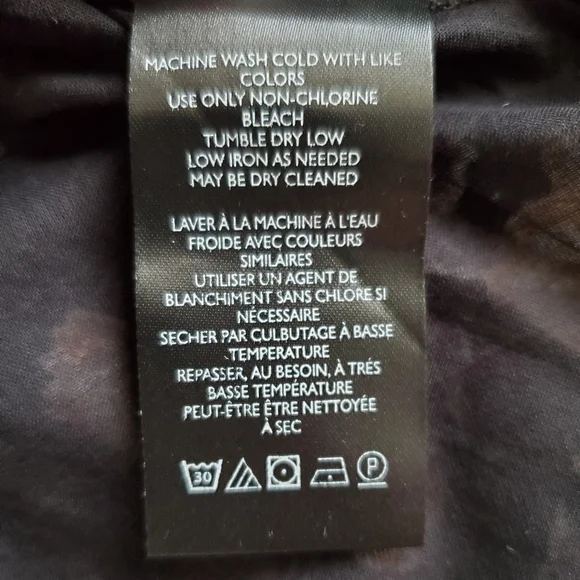 MACHINE WASH COLD WITH LIKE
COLORS
USE ONLY NON-CHLORINE
BLEACH
TUMBLE DRY LOW
LOW IRON AS NEEDED
MAY BE DRY CLEANED
LAVER À LA MACHINE À L'EAU
FROIDE AVEC COULEURS
SIMILAIRES
UTILISER UN AGENT DE
BLANCHIMENT SANS CHLORE SI
NÉCESSAIRE
SECHER PAR CULBUTAGE À BASSE
TEMPERATURE
REPASSER, AU BESOIN, À TRÉS
BASSE TEMPÉRATURE
PEUT-ÊTRE ÊTRE NETTOYÉE
À SEC
30 P